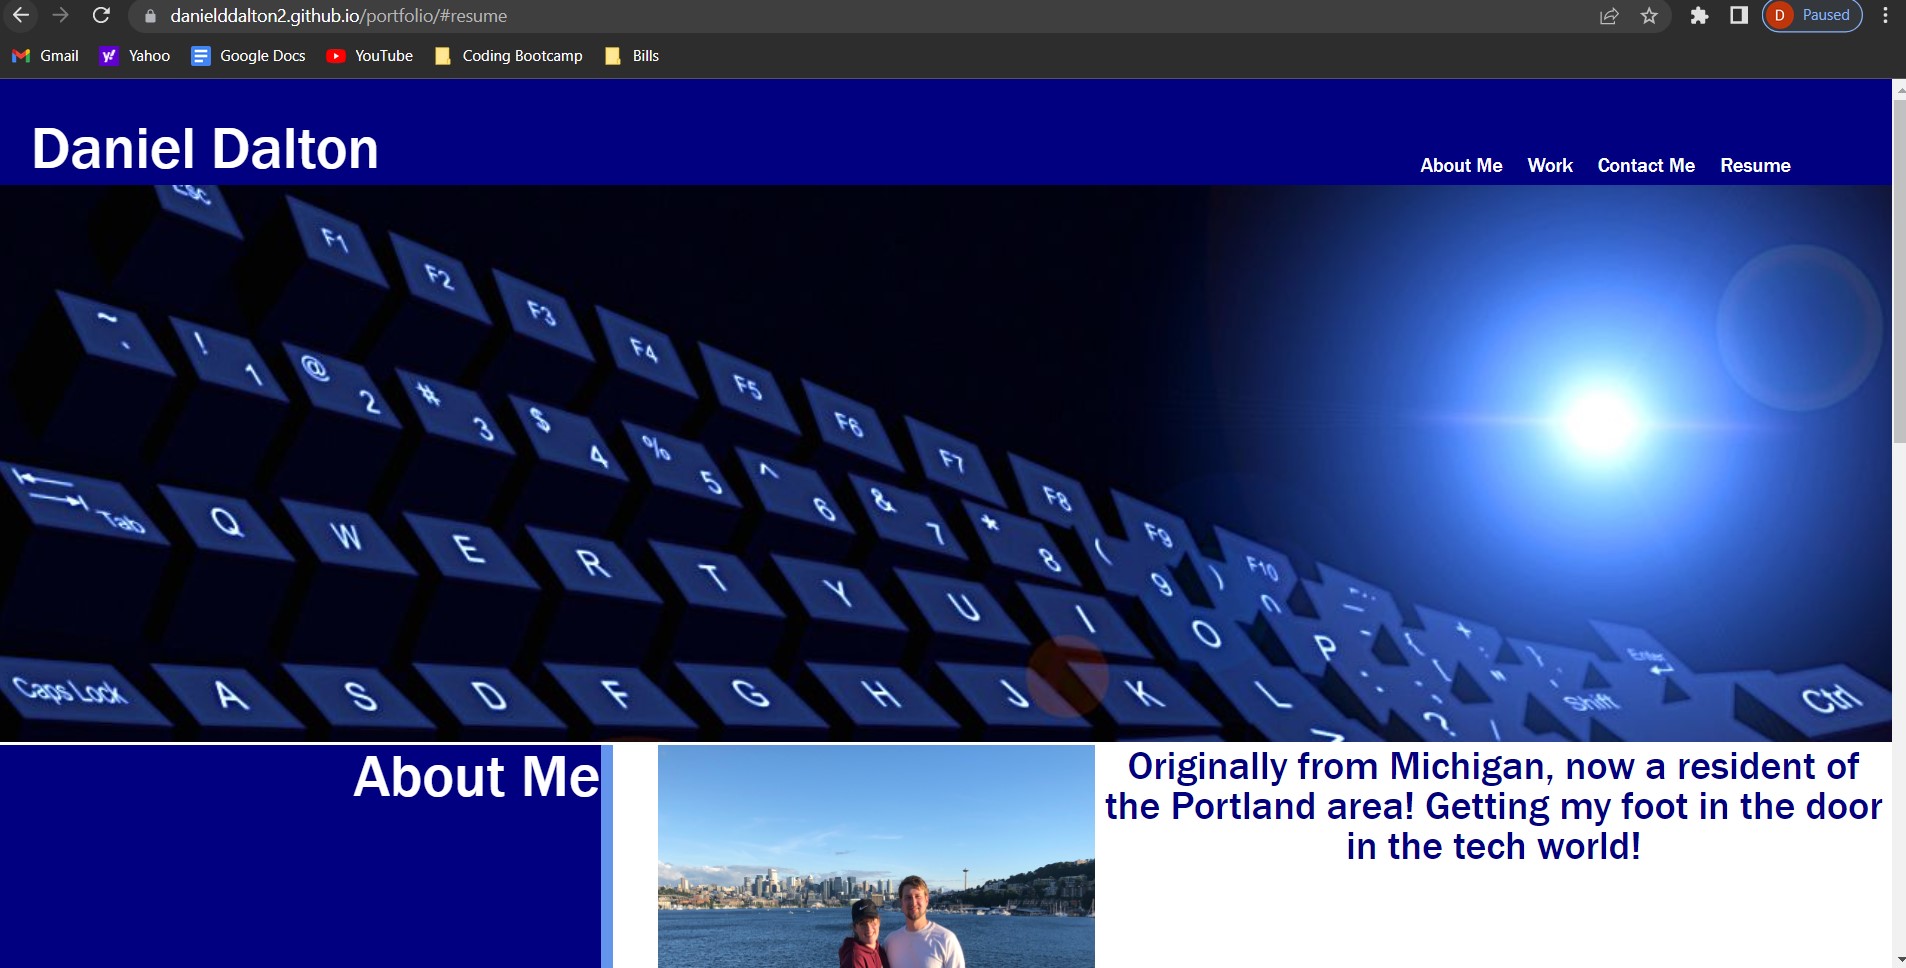 danielddalton2.github.io/portfolio/#resume
D Paused
Gmail Yahoo Google Docs YouTube Coding Bootcamp Bills
Daniel Dalton
About Me Work Contact Me Resume
Esc F1 F2 F3 F4 F5 F6 F7 F8 F9 F10
~ ! 1 @ 2 # 3 $ 4 % 5 ^ 6 & 7 * 8 ( 9 )
Tab Q W E R T Y U I O P { [ } Enter
Caps Lock A S D F G H J K L " ? Shift Ctrl
About Me
Originally from Michigan, now a resident of
the Portland area! Getting my foot in the door
in the tech world!